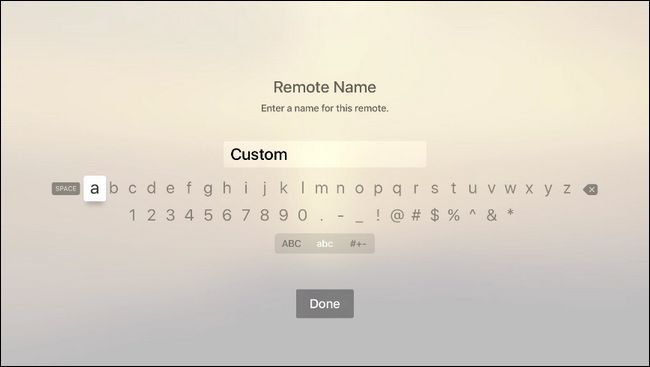 Remote Name
Enter a name for this remote.
Custom
SPACE a b c d e f g h i j k l m n o p q r s t u v w x y z
1 2 3 4 5 6 7 8 9 0 . - _ ! @ # $ % ^ & *
ABC abc #+-
Done